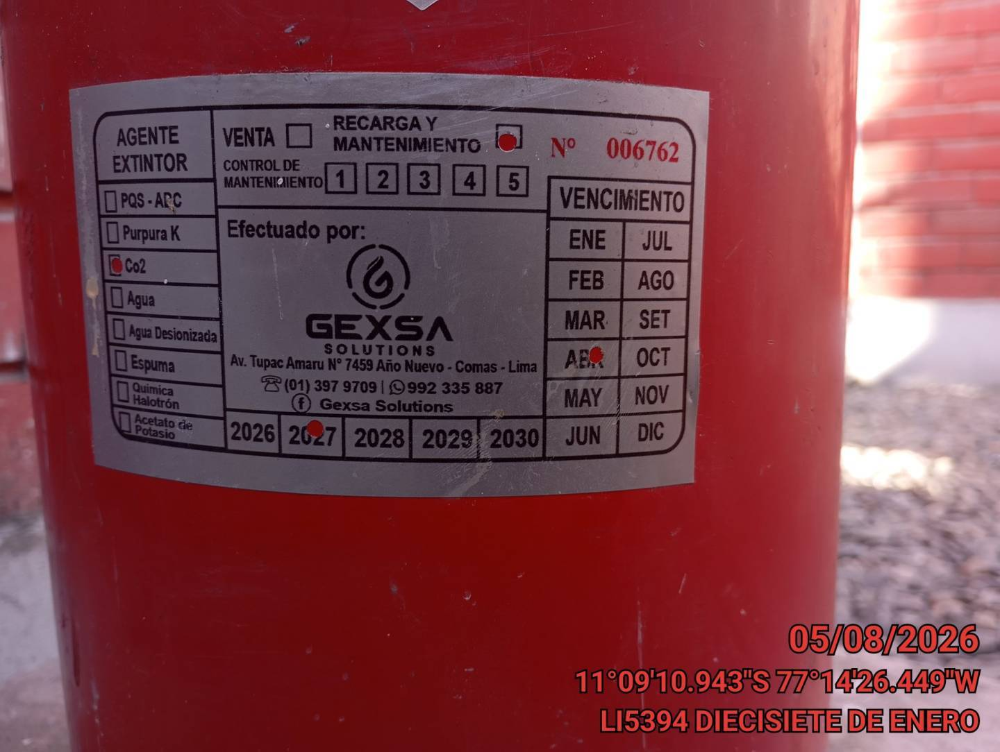 AGENTE
EXTINTOR
PQS - ABC
Purpura K
Co2
Agua
Agua Desionizada
Espuma
Quimica
Halotrón
Acetato de
Potasio
VENTA
RECARGA Y
MANTENIMIENTO
Nº 006762
CONTROL DE
MANTENIMIENTO 1 2 3 4 5
Efectuado por:
GEXSA
SOLUTIONS
Av. Tupac Amaru N° 7459 Año Nuevo - Comas - Lima
(01) 397 9709 | 992 335 887
Gexsa Solutions
2026 2027 2028 2029 2030
VENCIMIENTO
ENE JUL
FEB AGO
MAR SET
ABR OCT
MAY NOV
JUN DIC
05/08/2026
11°09'10.943"S 77°14'26.449"W
LI5394 DIECISIETE DE ENERO